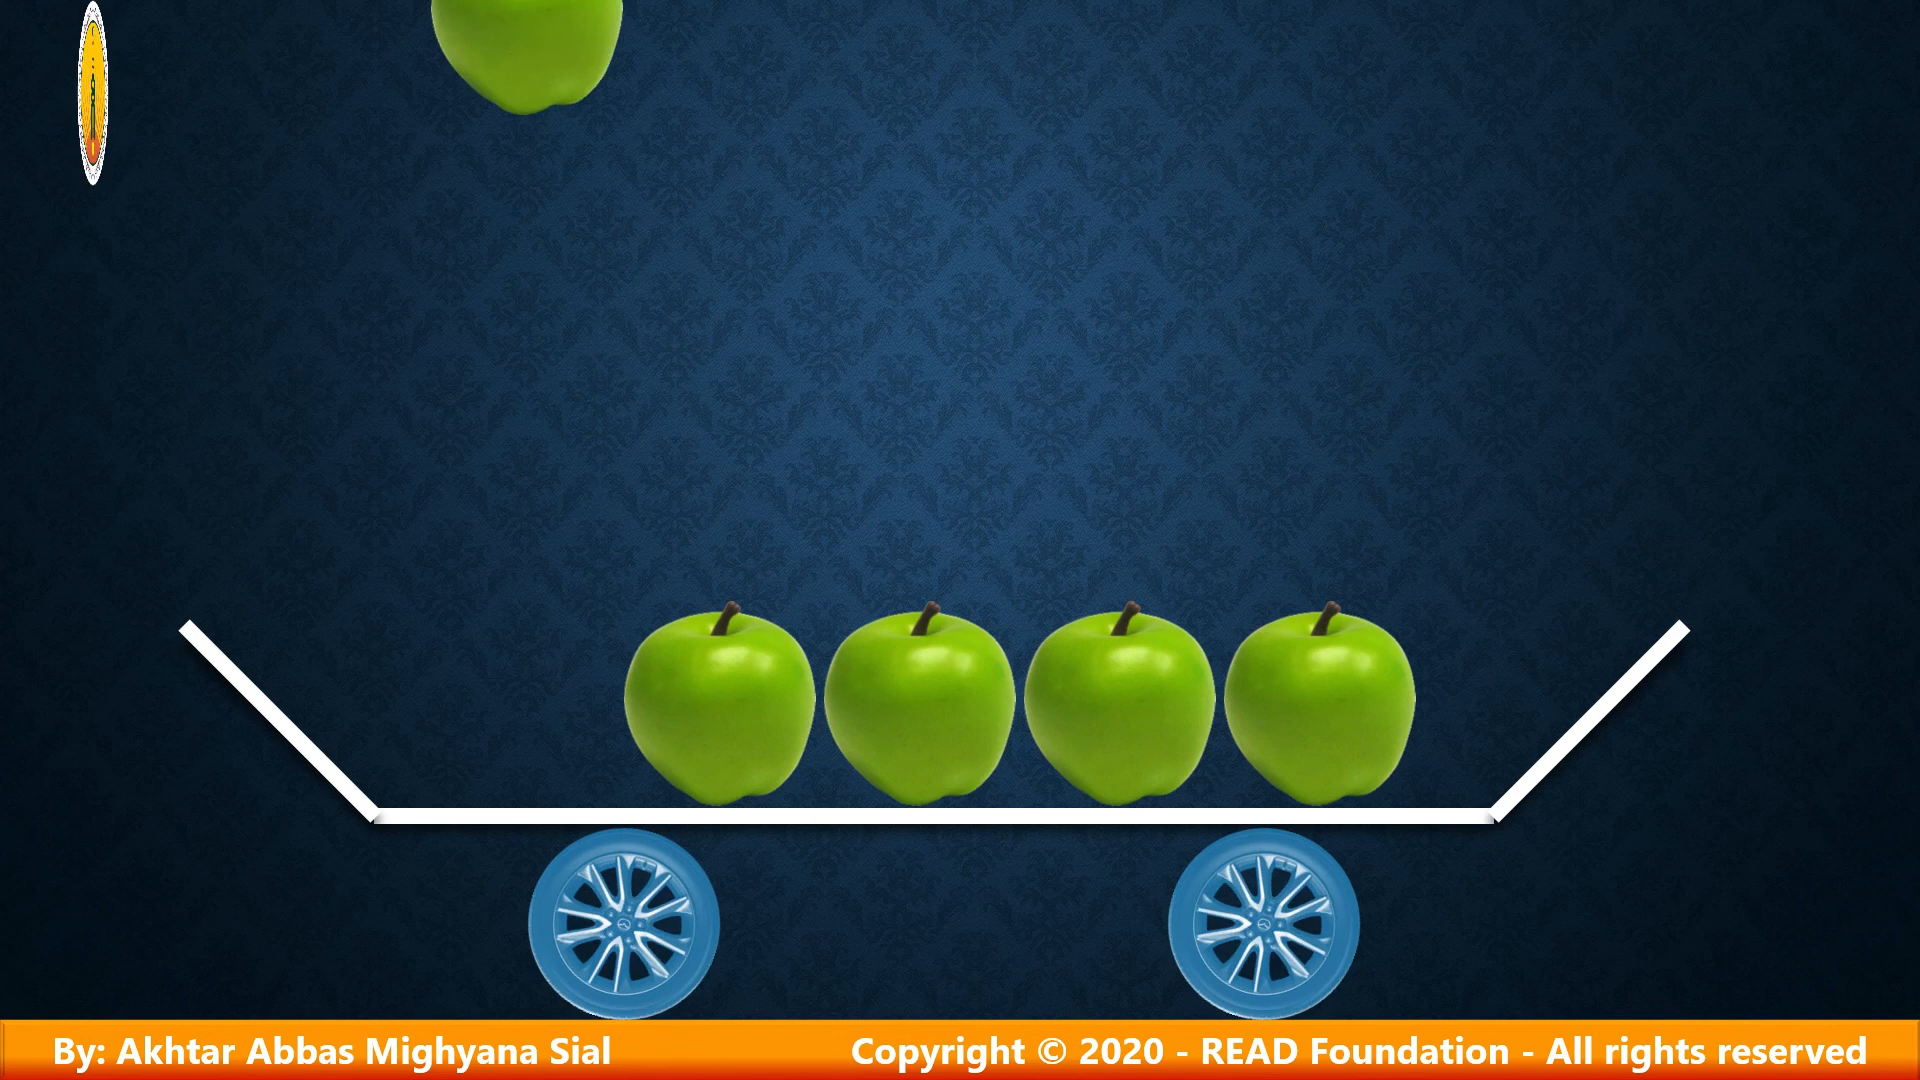 By: Akhtar Abbas Mighyana Sial
Copyright © 2020 - READ Foundation - All rights reserved